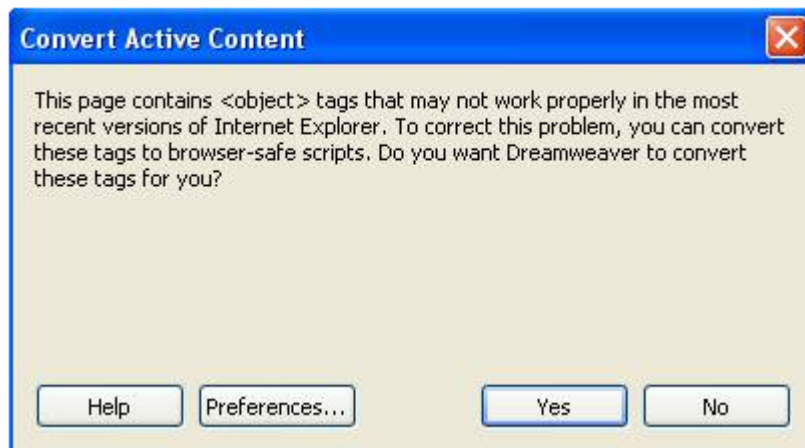 Convert Active Content
This page contains <object> tags that may not work properly in the most
recent versions of Internet Explorer. To correct this problem, you can convert
these tags to browser-safe scripts. Do you want Dreamweaver to convert
these tags for you?
Help Preferences... Yes No